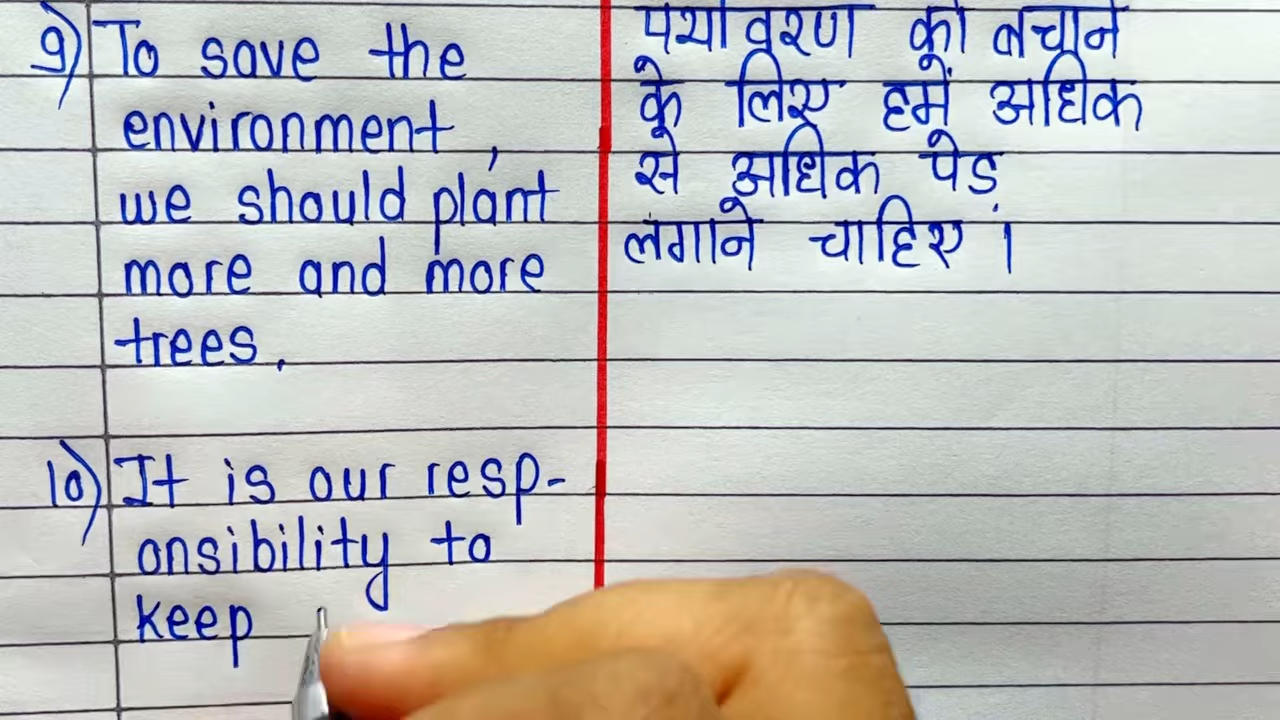 9) To save the
environment,
we should plant
more and more
trees.
पर्यावरण को बचाने
के लिए हमें अधिक
से अधिक पेड़
लगाने चाहिए।
10) It is our resp-
onsibility to
keep